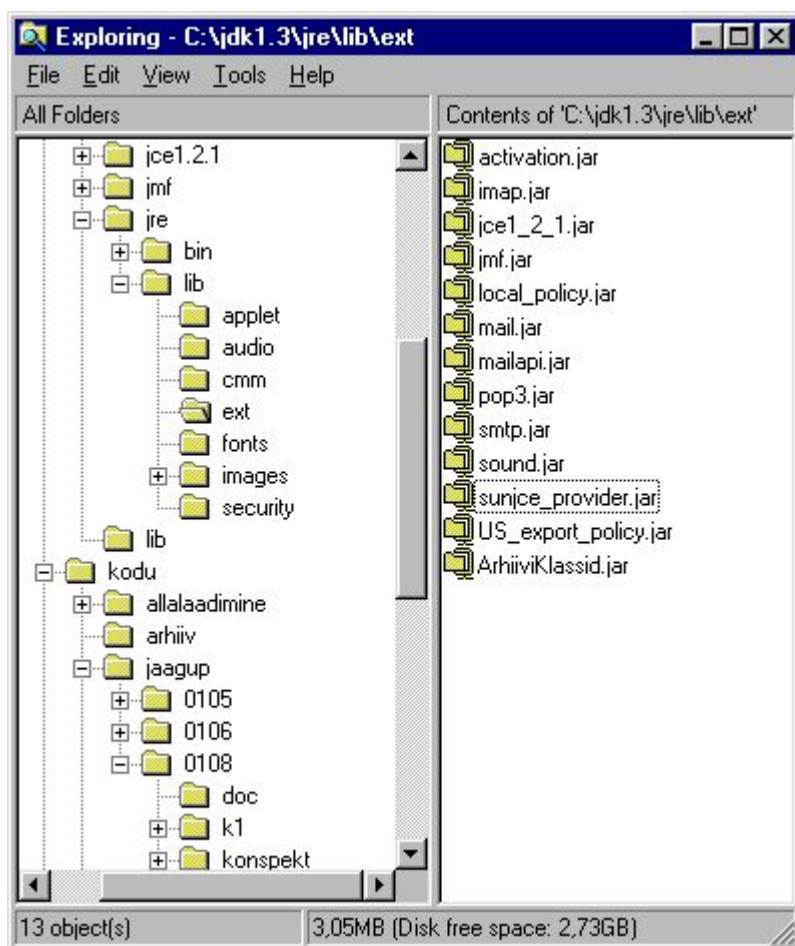 Exploring - C:\jdk1.3\jre\lib\ext
File Edit View Tools Help
All Folders
Contents of 'C:\jdk1.3\jre\lib\ext'
jce1.2.1
jmf
jre
bin
lib
applet
audio
cmm
ext
fonts
images
security
lib
kodu
allalaadimine
arhiiv
jaagup
0105
0106
0108
doc
k1
konspekt
activation.jar
imap.jar
jce1_2_1.jar
jmf.jar
local_policy.jar
mail.jar
mailapi.jar
pop3.jar
smtp.jar
sound.jar
sunjce_provider.jar
US_export_policy.jar
ArhiiviKlassid.jar
13 object(s)
3,05MB (Disk free space: 2,73GB)